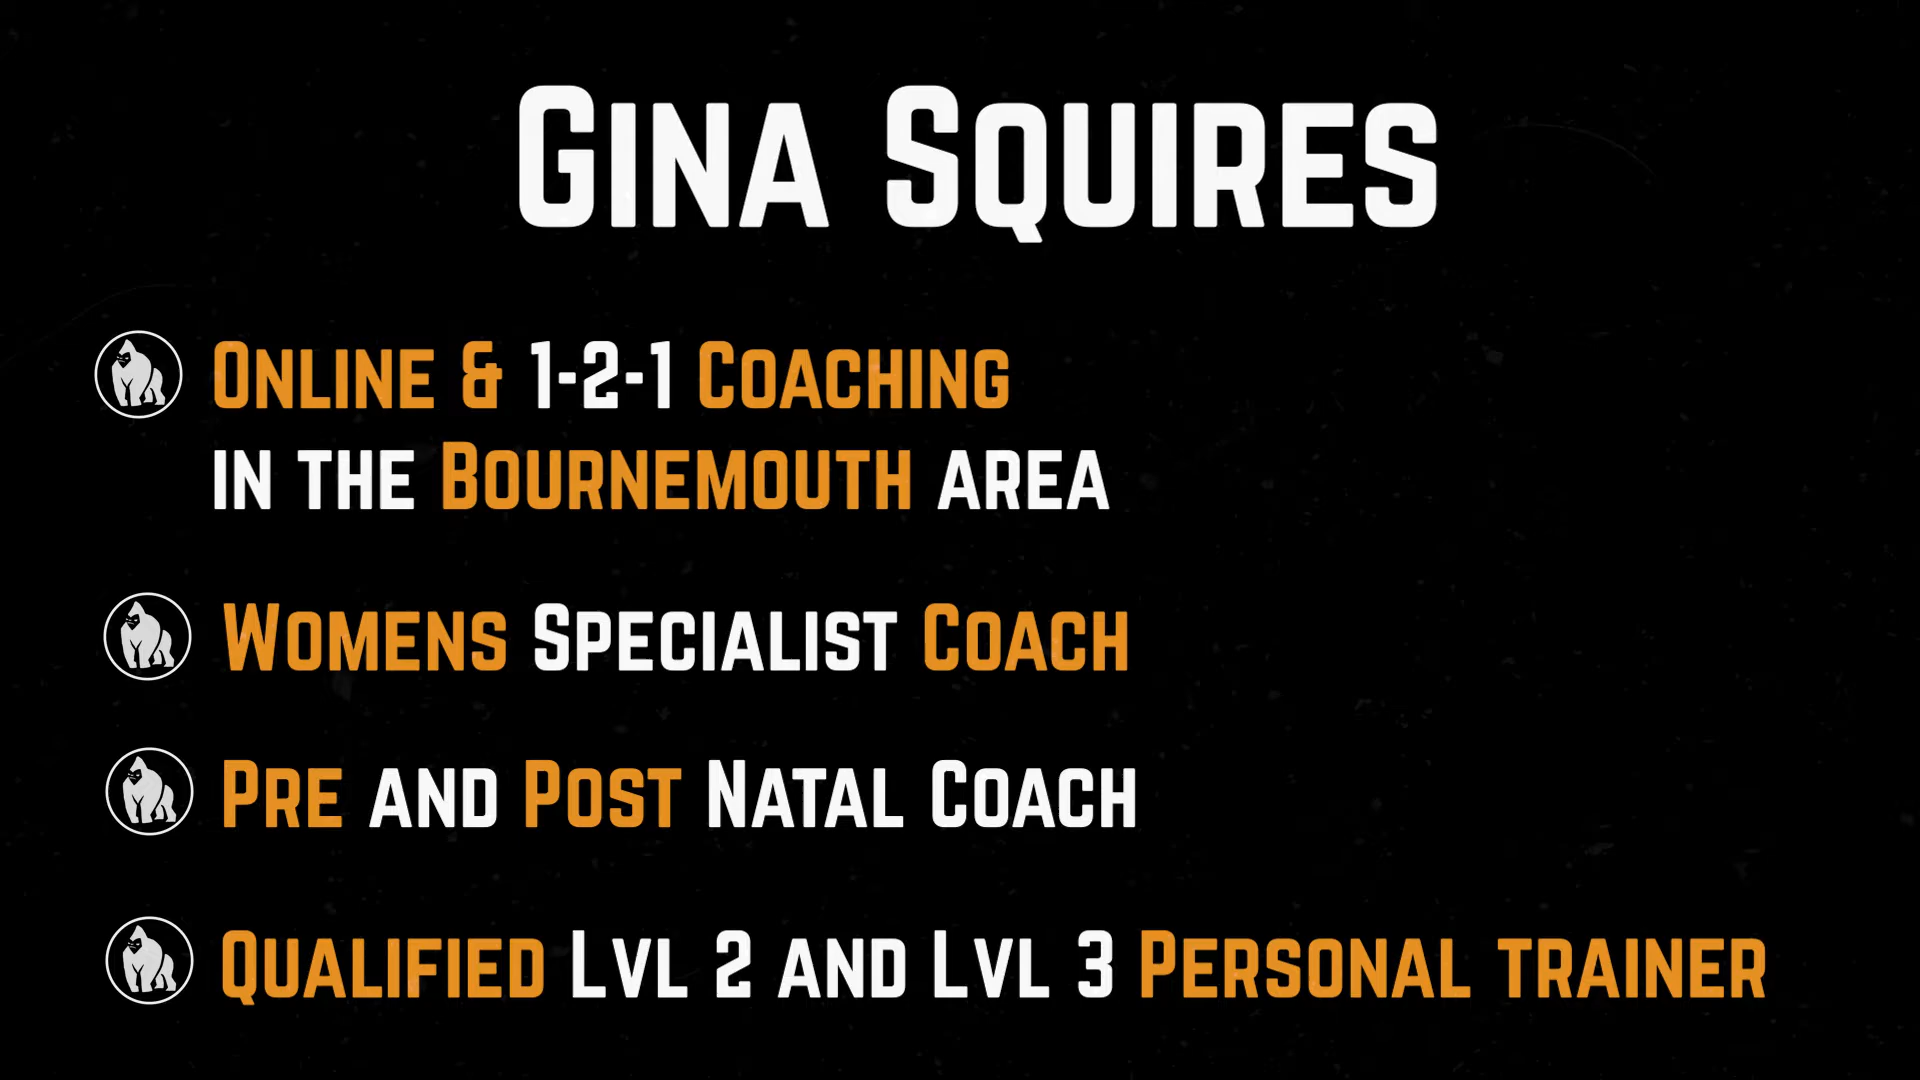 Gina Squires
Online & 1-2-1 Coaching
in the Bournemouth area
Womens Specialist Coach
Pre and Post Natal Coach
Qualified Lvl 2 and Lvl 3 Personal trainer